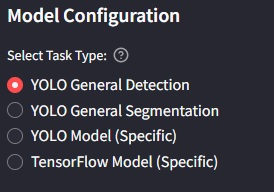 Model Configuration
Select Task Type: ?
YOLO General Detection
YOLO General Segmentation
YOLO Model (Specific)
TensorFlow Model (Specific)